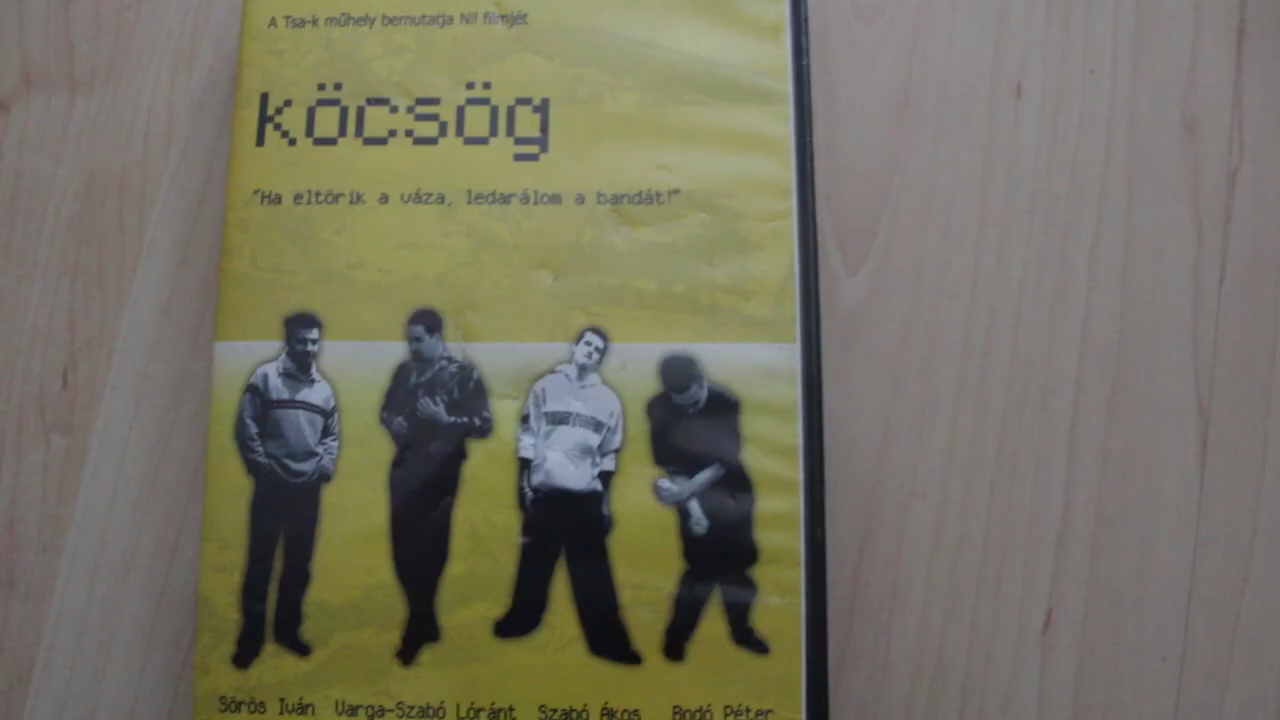 A Tsa-k műhely bemutatja Nil filmjét
köcsög
"Ha eltörik a váza, ledarálom a bandát!"
Sörös Iván Varga-Szabó Lóránt Szabó Ákos Bodó Péter